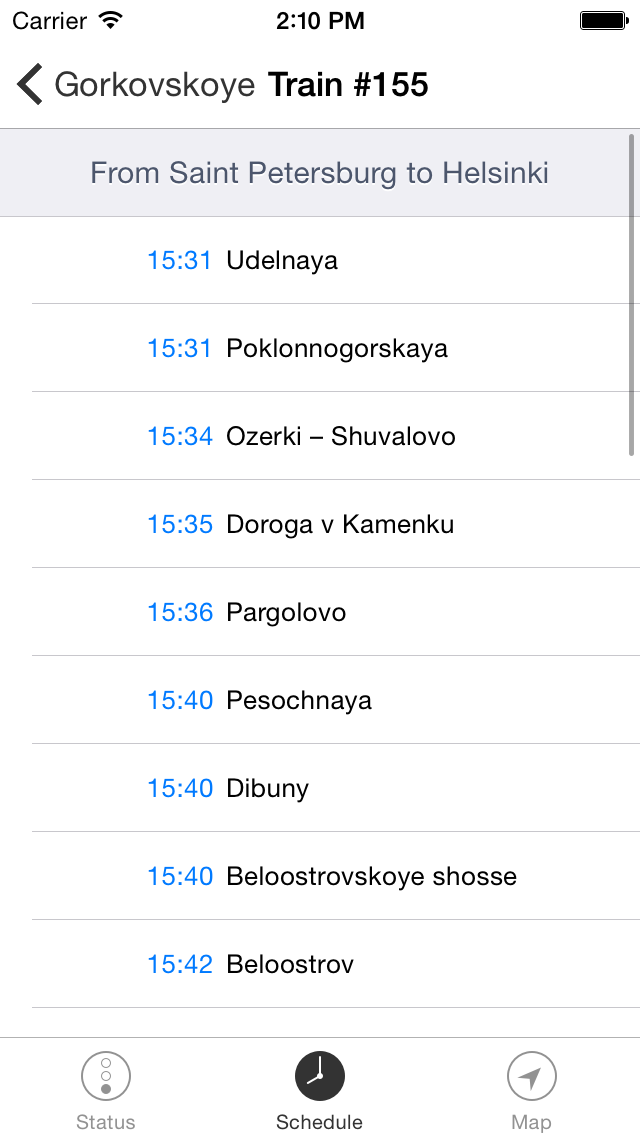 Carrier 2:10 PM
Gorkovskoye Train #155
From Saint Petersburg to Helsinki
15:31 Udelnaya
15:31 Poklonnogorskaya
15:34 Ozerki – Shuvalovo
15:35 Doroga v Kamenku
15:36 Pargolovo
15:40 Pesochnaya
15:40 Dibuny
15:40 Beloostrovskoye shosse
15:42 Beloostrov
Status Schedule Map